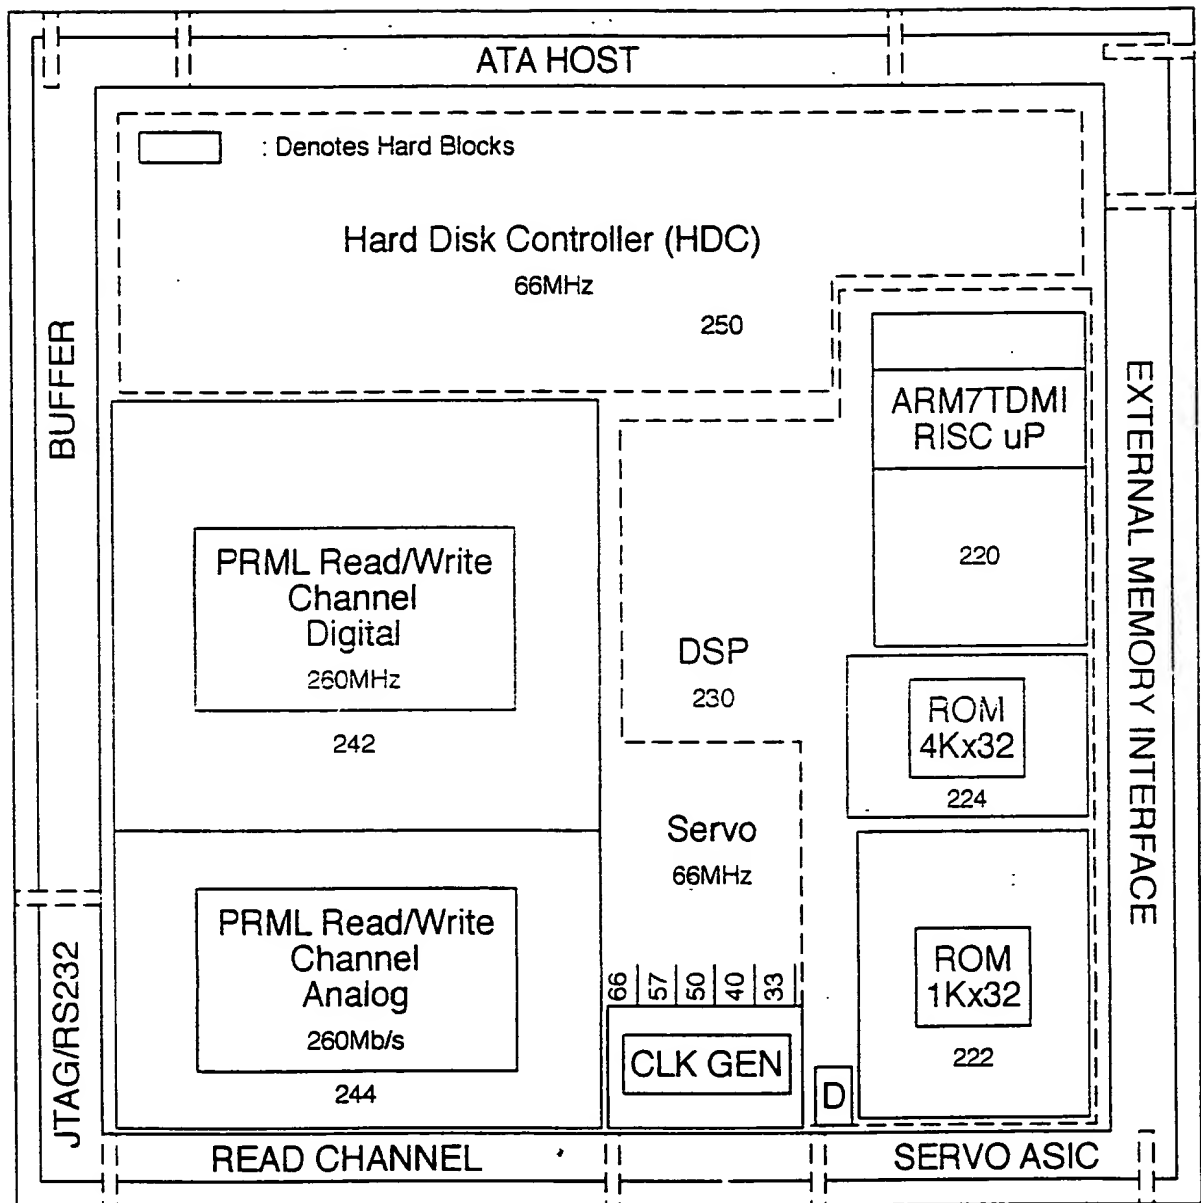 ATA HOST
: Denotes Hard Blocks
Hard Disk Controller (HDC)
66MHz
250
BUFFER
ARM7TDMI
RISC uP
220
EXTERNAL MEMORY INTERFACE
PRML Read/Write
Channel
Digital
260MHz
242
DSP
230
ROM
4Kx32
224
Servo
66MHz
PRML Read/Write
Channel
Analog
260Mb/s
244
66
57
50
40
33
CLK GEN
D
ROM
1Kx32
222
JTAG/RS232
READ CHANNEL
SERVO ASIC